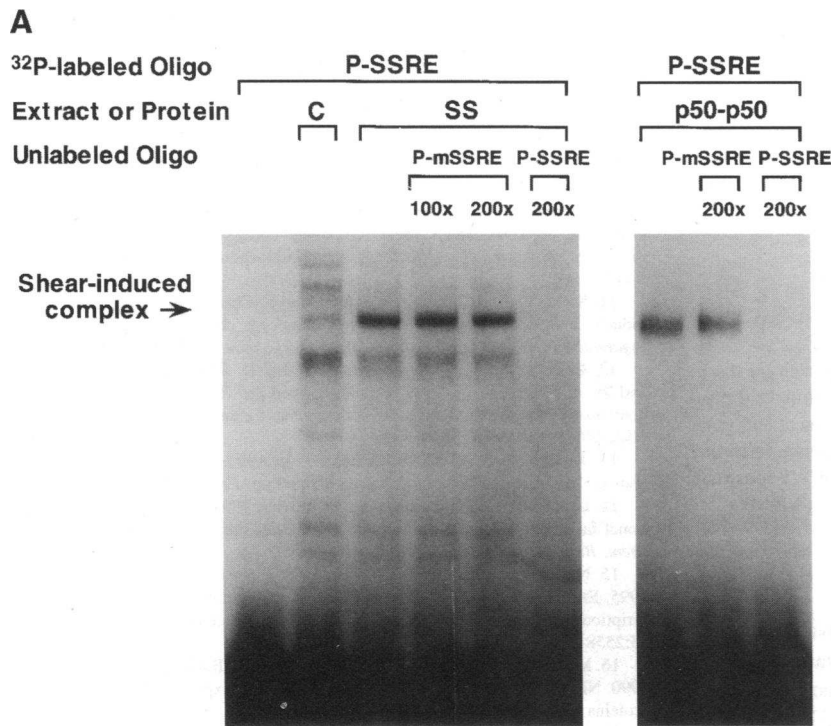 A
32P-labeled Oligo P-SSRE P-SSRE
Extract or Protein C SS p50-p50
Unlabeled Oligo P-mSSRE P-SSRE P-mSSRE P-SSRE
100x 200x 200x 200x 200x
Shear-induced
complex →